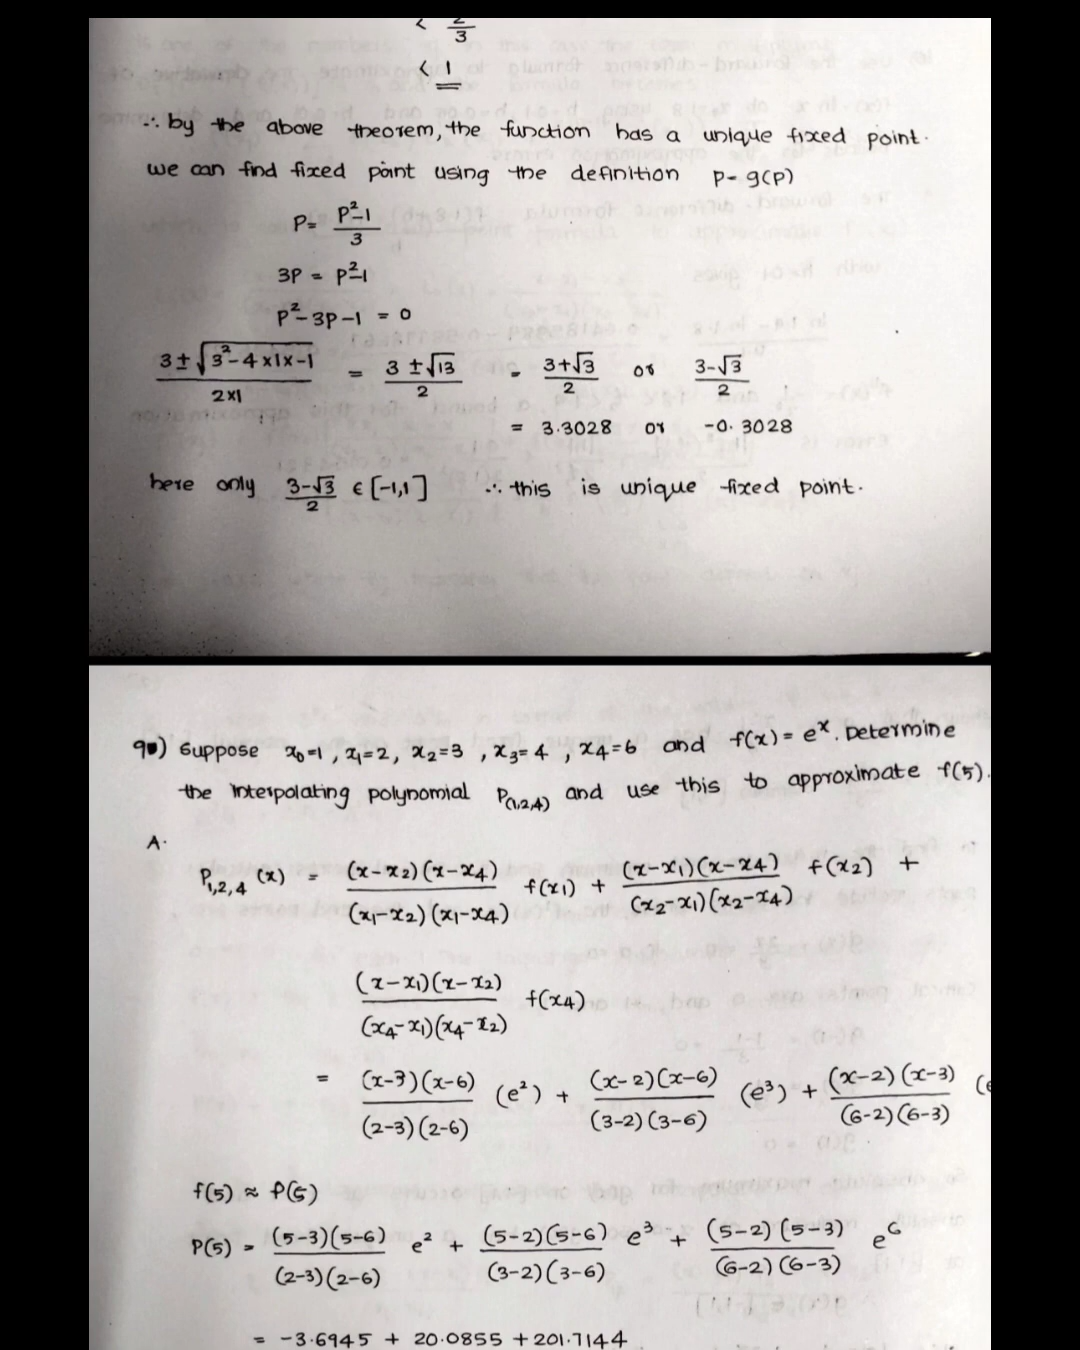 < 2/3
< 1
∴ by the above theorem, the function has a unique fixed point.
we can find fixed point using the definition p= g(p)
P= P²-1/3
3P = P²-1
P²-3P-1 = 0
3±√3²-4×1×-1/2×1 = 3±√13/2 = 3+√3/2 or 3-√3/2
= 3.3028 or -0.3028
here only 3-√3/2 ∈ [-1,1] ∴ this is unique fixed point.
9) Suppose x₀=1, x₁=2, x₂=3, x₃=4, x₄=6 and f(x)= eˣ. Determine
the interpolating polynomial P(1,2,4) and use this to approximate f(5).
A.
P₁,₂,₄ (x) = (x-x₂)(x-x₄)/(x₁-x₂)(x₁-x₄) f(x₁) + (x-x₁)(x-x₄)/(x₂-x₁)(x₂-x₄) f(x₂) +
(x-x₁)(x-x₂)/(x₄-x₁)(x₄-x₂) f(x₄)
= (x-3)(x-6)/(2-3)(2-6) (e²) + (x-2)(x-6)/(3-2)(3-6) (e³) + (x-2)(x-3)/(6-2)(6-3) (e
f(5) ≈ P(5)
P(5) = (5-3)(5-6)/(2-3)(2-6) e² + (5-2)(5-6)/(3-2)(3-6) e³ + (5-2)(5-3)/(6-2)(6-3) e⁶
= -3.6945 + 20.0855 + 201.7144